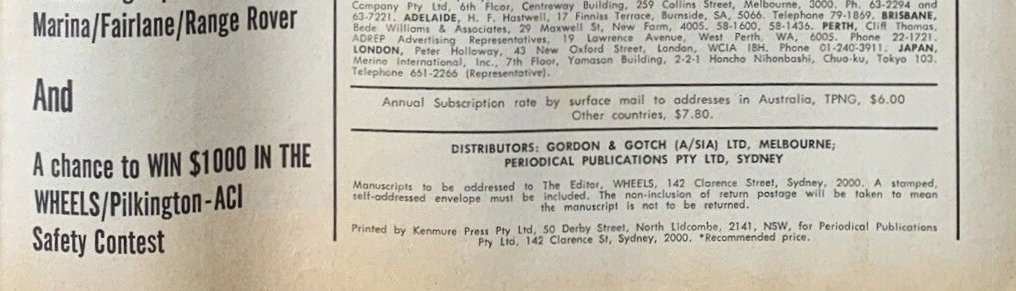 Marina/Fairlane/Range Rover
And
A chance to WIN $1000 IN THE
WHEELS/Pilkington-ACI
Safety Contest
Company Pty Ltd, 6th Floor, Centreway Building, 259 Collins Street, Melbourne, 3000. Ph. 63-2294 and
63-7221. ADELAIDE, H. F. Hastwell, 17 Finniss Terrace, Burnside, SA, 5066. Telephone 79-1869. BRISBANE,
Bede Williams & Associates, 29 Maxwell St, New Farm, 4005. 58-1600, 58-1436. PERTH, Cliff Thomas,
ADREP Advertising Representatives, 19 Lawrence Avenue, West Perth, WA, 6005. Phone 22-1721.
LONDON, Peter Holloway, 43 New Oxford Street, London, WCIA IBH. Phone 01-240-3911. JAPAN,
Merino International, Inc., 7th Floor, Yamasan Building, 2-2-1 Honcho Nihonbashi, Chuo-ku, Tokyo 103.
Telephone 661-2266 (Representative).
Annual Subscription rate by surface mail to addresses in Australia, TPNG, $6.00
Other countries, $7.80.
DISTRIBUTORS: GORDON & GOTCH (A/SIA) LTD, MELBOURNE;
PERIODICAL PUBLICATIONS PTY LTD, SYDNEY
Manuscripts to be addressed to The Editor, WHEELS, 142 Clarence Street, Sydney, 2000. A stamped,
self-addressed envelope must be included. The non-inclusion of return postage will be taken to mean
the manuscript is not to be returned.
Printed by Kenmure Press Pty Ltd, 50 Derby Street, North Lidcombe, 2141, NSW, for Periodical Publications
Pty Ltd, 142 Clarence St, Sydney, 2000. *Recommended price.